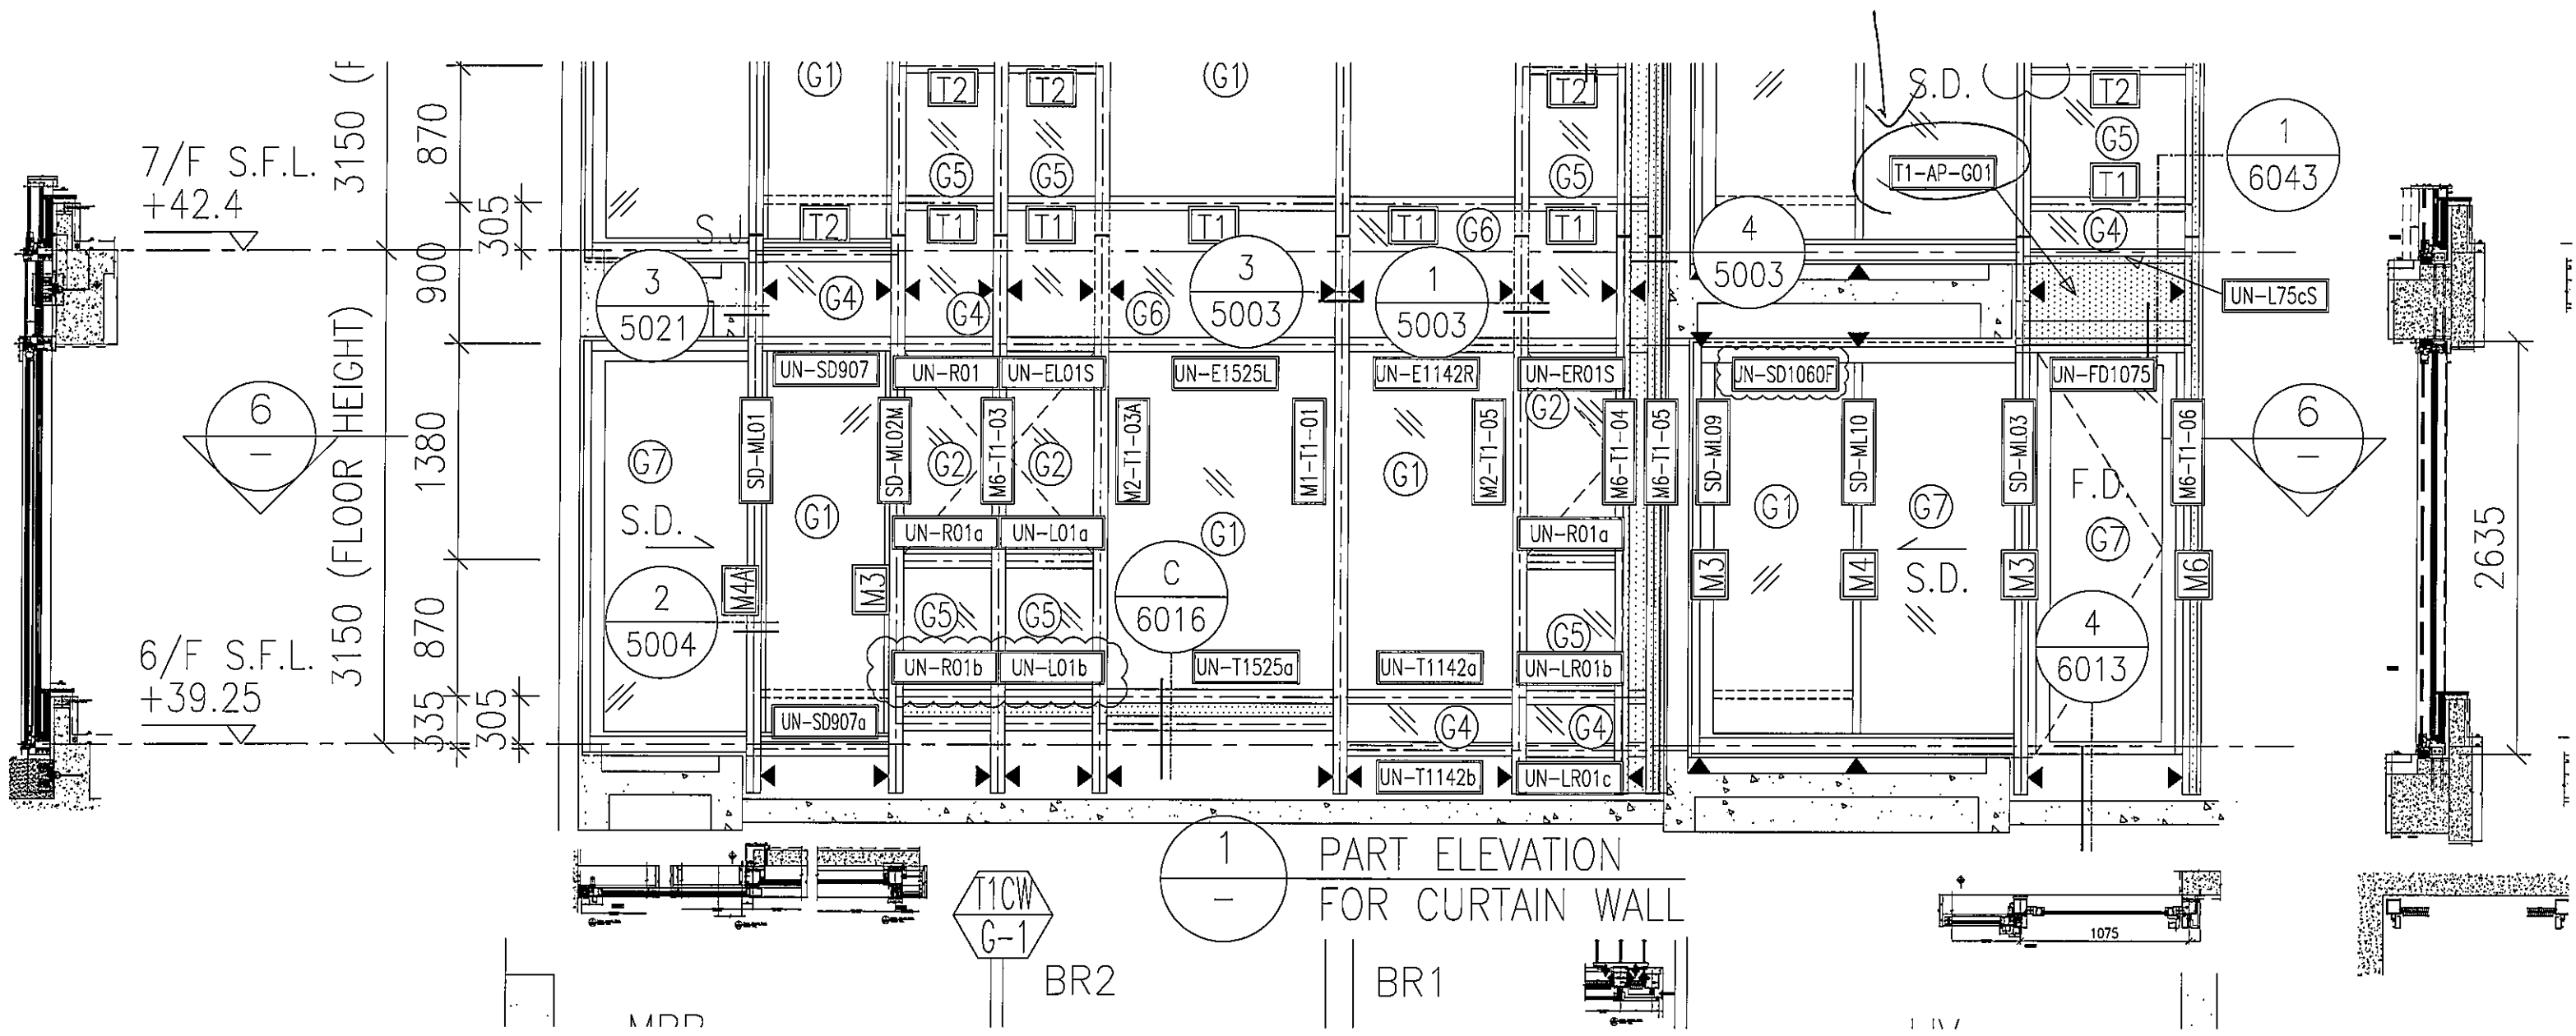 7/F S.F.L.
+42.4
6/F S.F.L.
+39.25
6
-
3150 (F
3150 (FLOOR HEIGHT)
870
305
900
1380
870
335
305
G1
T2
T2
G1
T2
S.D.
T2
1
6043
G5
G5
G5
T1-AP-G01
G5
T1
T2
T1
T1
T1
T1
G6
T1
G4
3
5021
G4
G4
G6
3
5003
1
5003
4
5003
UN-L75cS
UN-SD907
UN-R01
UN-EL01S
UN-E1525L
UN-E1142R
UN-ER01S
UN-SD1060F
UN-FD1075
G7
S.D.
SD-ML01
SD-ML02M
G2
M6-T1-03
G2
M2-T1-03A
M1-T1-01
G1
M2-T1-05
G2
M6-T1-04
M6-T1-05
SD-ML09
SD-ML10
SD-ML03
F.D.
M6-T1-06
6
-
G1
UN-R01a
UN-L01a
G1
UN-R01a
G1
G7
G7
2635
2
5004
M4A
M3
C
6016
M3
M4
S.D.
M3
M6
G5
G5
G5
4
6013
UN-R01b
UN-L01b
UN-T1525a
UN-T1142a
UN-LR01b
UN-SD907a
G4
G4
UN-T1142b
UN-LR01c
1
-
PART ELEVATION
FOR CURTAIN WALL
T1CW
G-1
BR2
BR1
1075